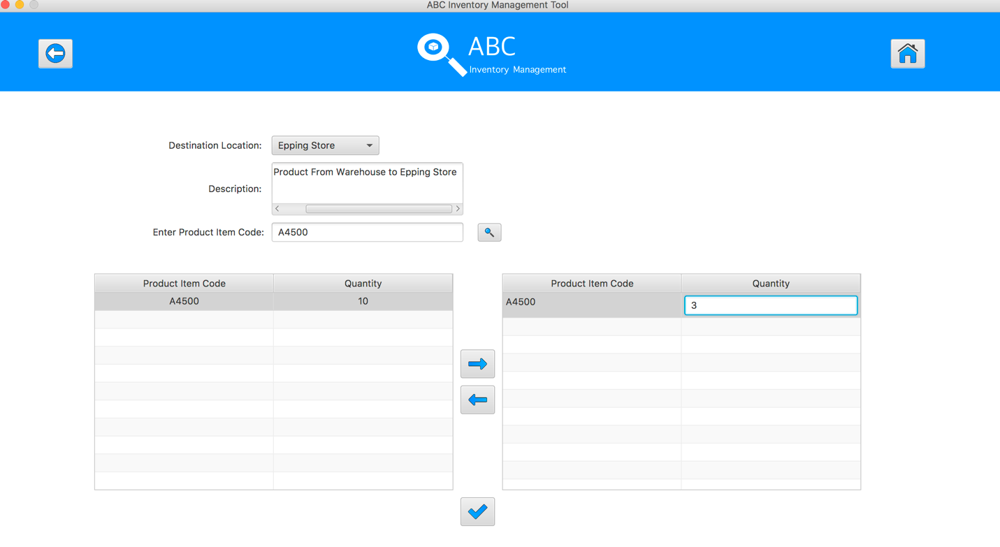 ABC Inventory Management Tool
ABC
Inventory Management
Destination Location: Epping Store
Description: Product From Warehouse to Epping Store
Enter Product Item Code: A4500
Product Item Code Quantity Product Item Code Quantity
A4500 10 A4500 3